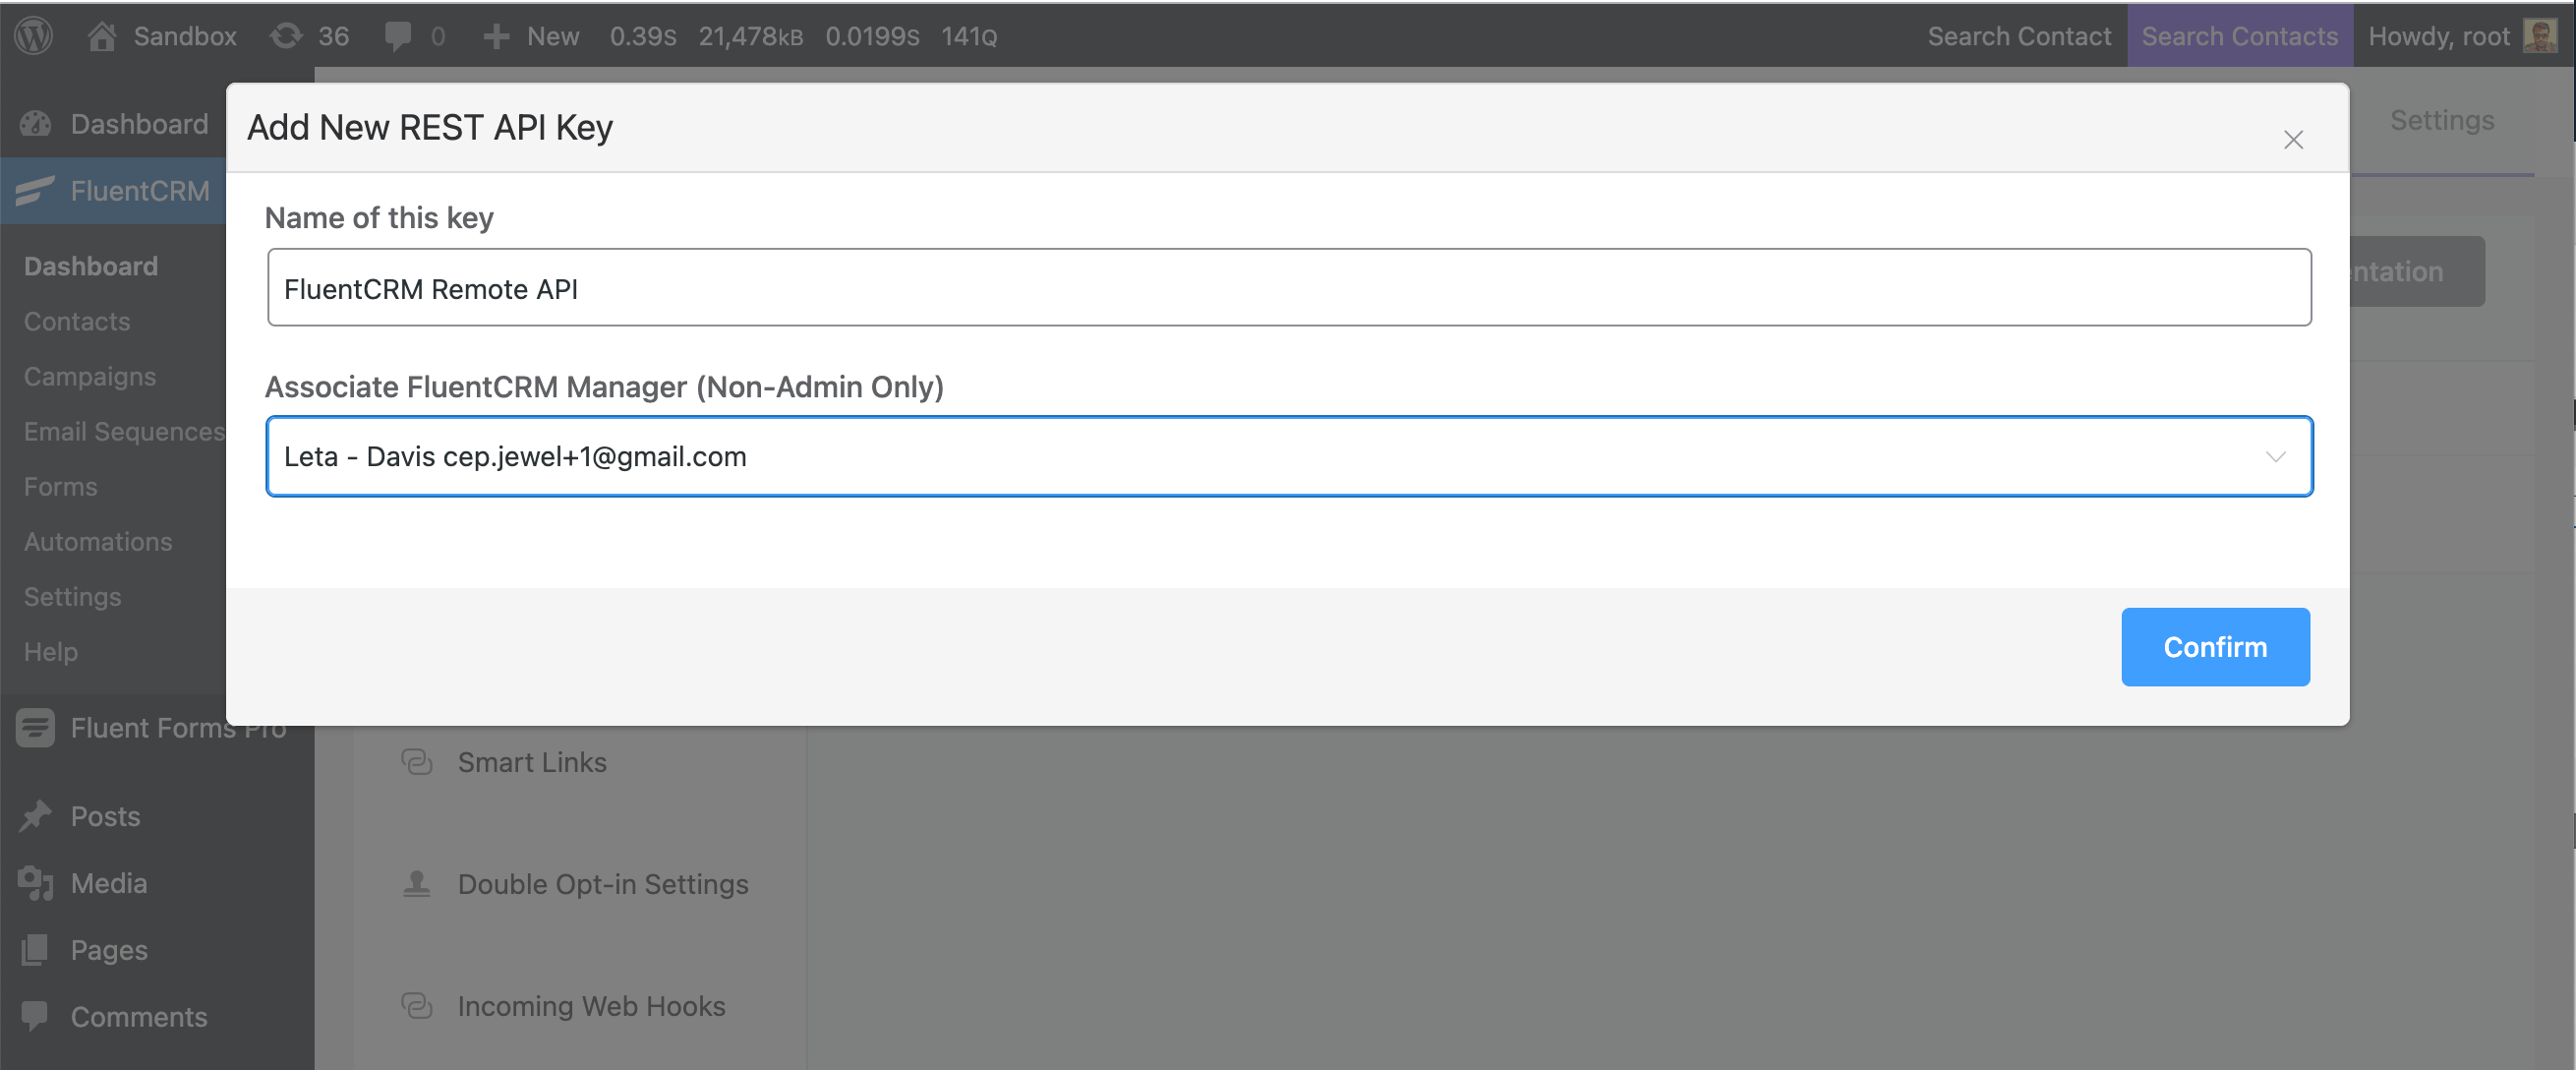 Sandbox 36 0 New 0.39S 21,478KB 0.0199S 141Q Search Contact Search Contacts Howdy, root
Dashboard
FluentCRM
Dashboard
Contacts
Campaigns
Email Sequences
Forms
Automations
Settings
Help
Fluent Forms Pro
Posts
Media
Pages
Comments
Settings
ntation
Add New REST API Key
Name of this key
FluentCRM Remote API
Associate FluentCRM Manager (Non-Admin Only)
Leta - Davis cep.jewel+1@gmail.com
Confirm
Smart Links
Double Opt-in Settings
Incoming Web Hooks